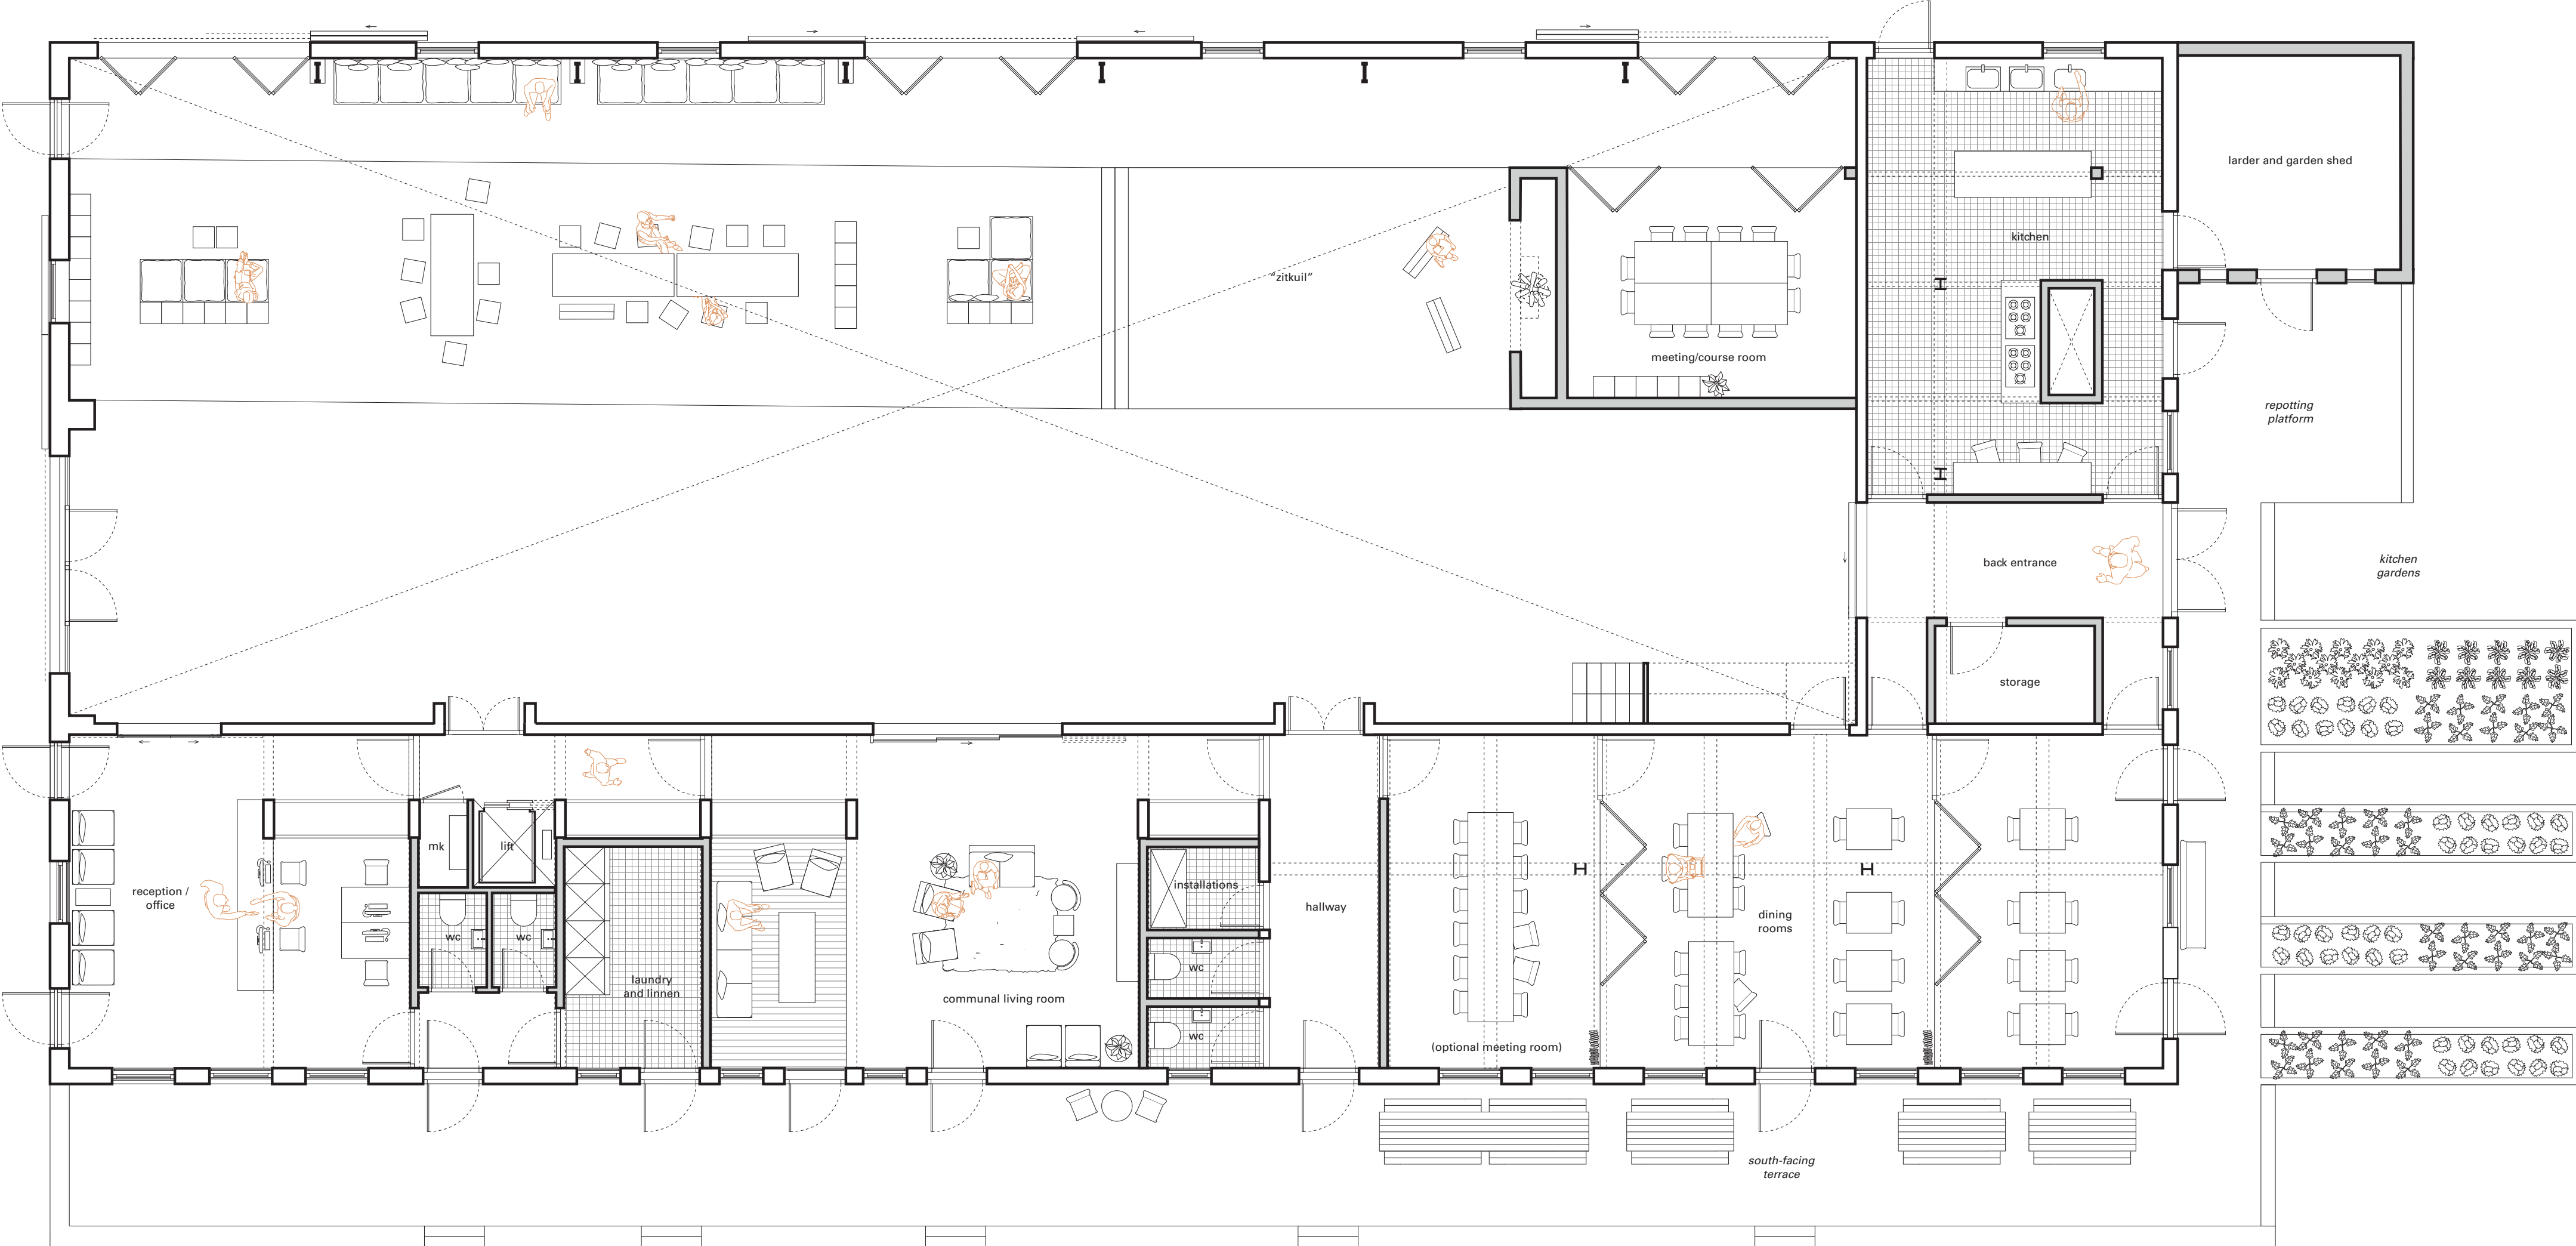 larder and garden shed
kitchen
"zitkuil"
meeting/course room
repotting
platform
back entrance
kitchen
gardens
storage
mk
lift
reception /
office
installations
hallway
dining
rooms
wc
wc
wc
laundry
and linnen
communal living room
wc
(optional meeting room)
south-facing
terrace